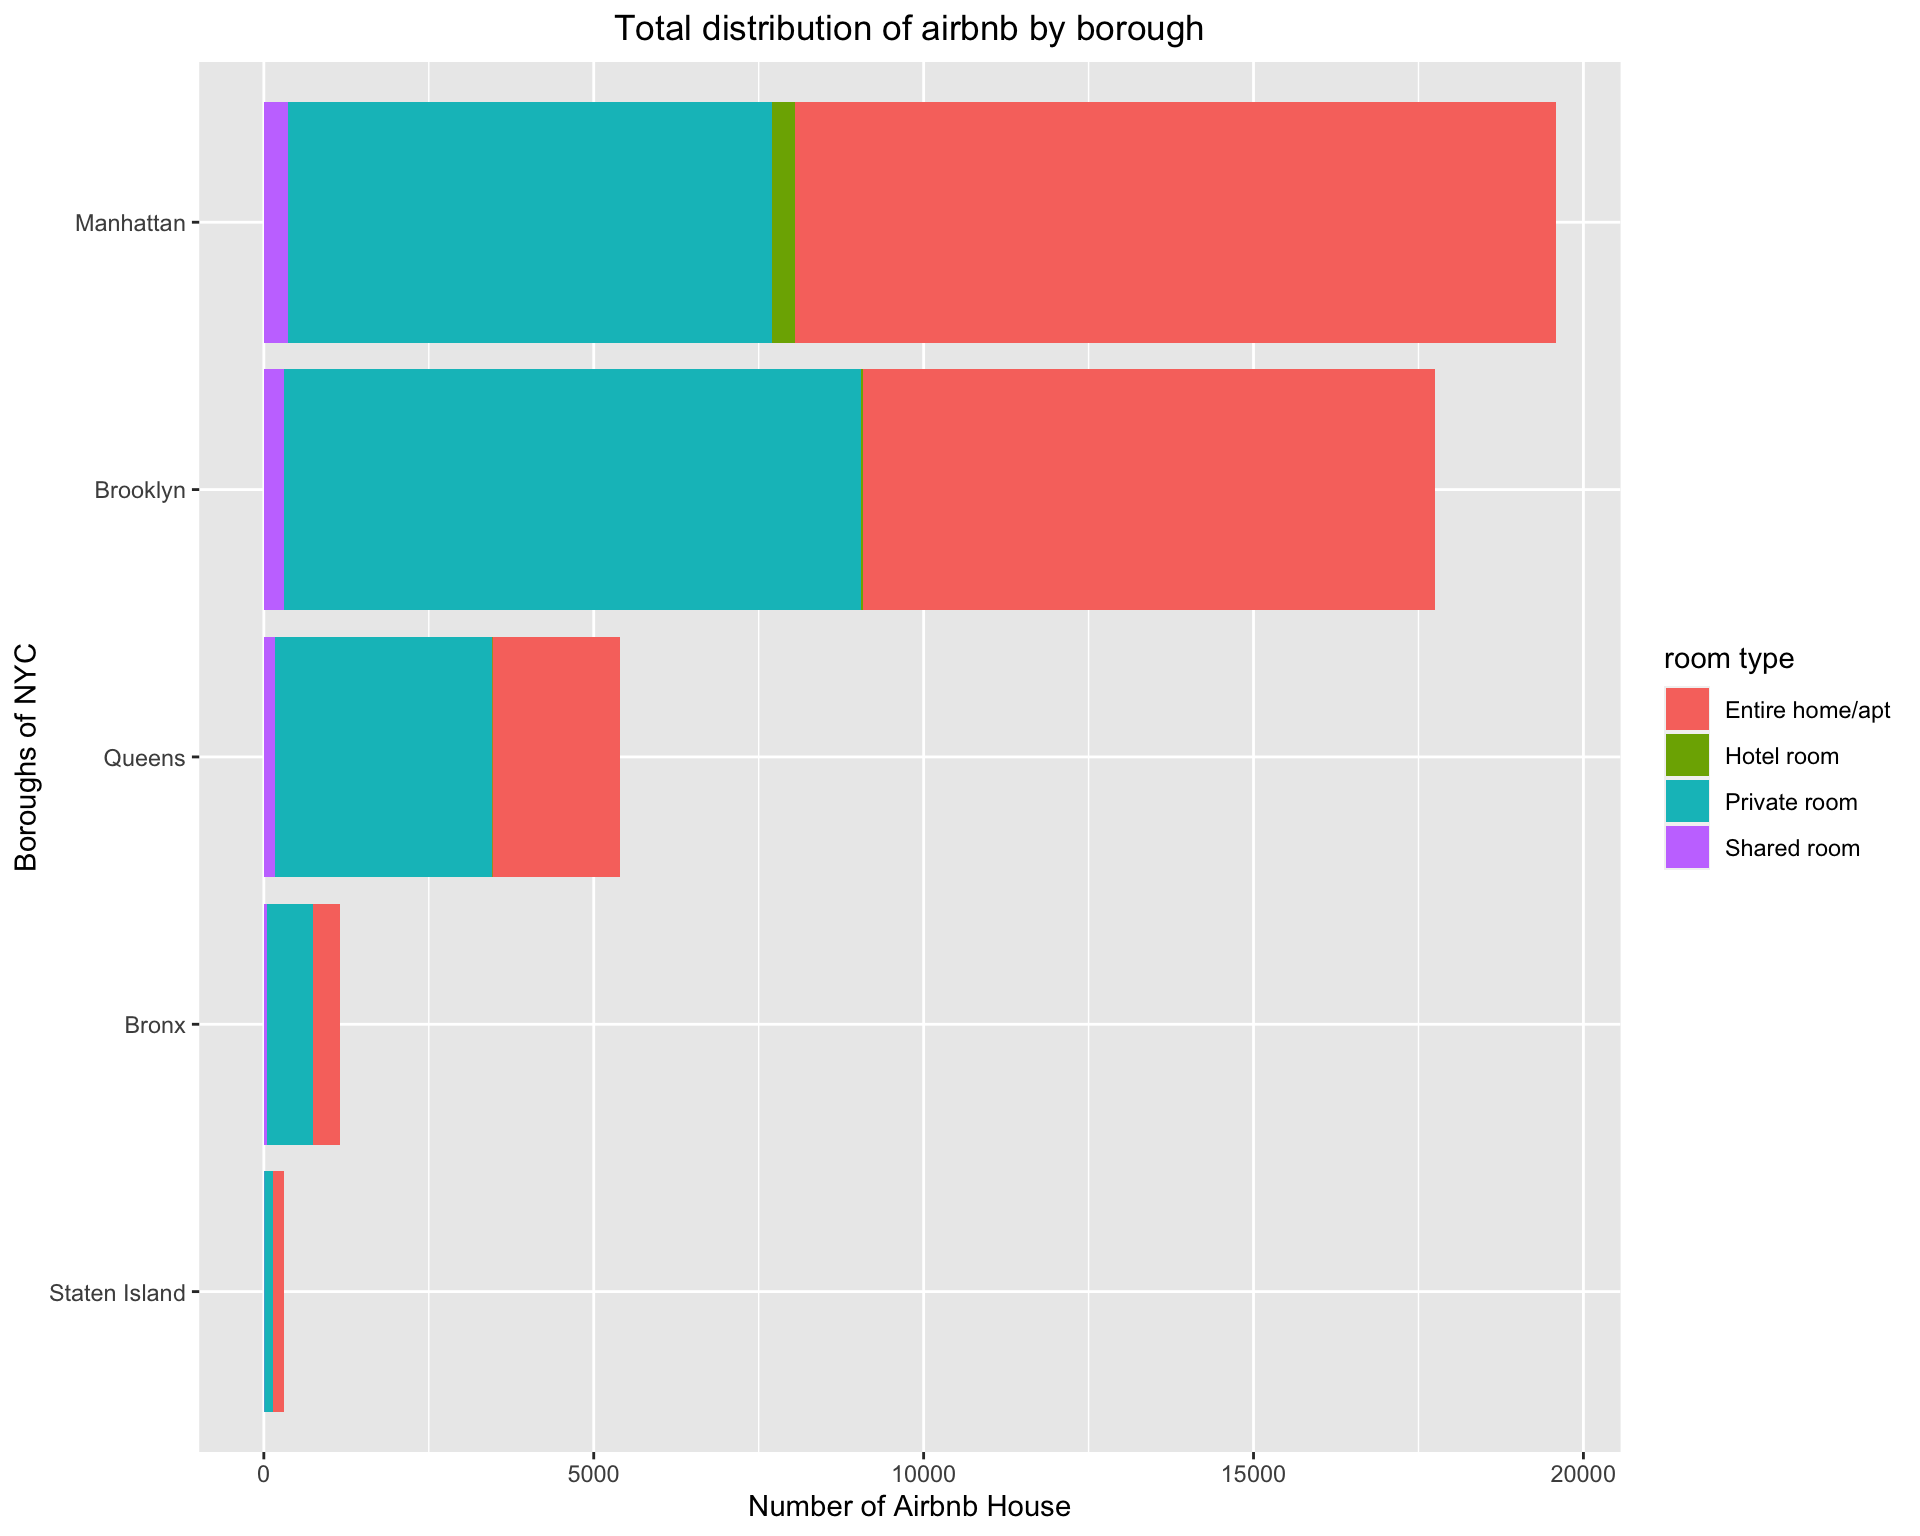 Total distribution of airbnb by borough
Boroughs of NYC
Manhattan
Brooklyn
Queens
Bronx
Staten Island
0 5000 10000 15000 20000
Number of Airbnb House
room type
Entire home/apt
Hotel room
Private room
Shared room